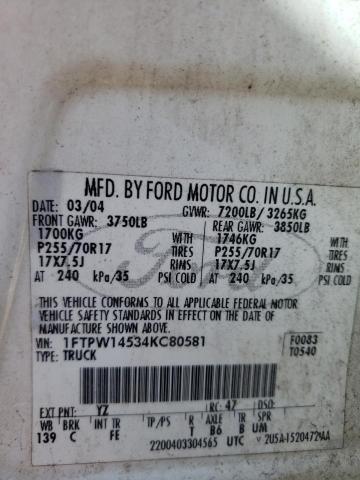 MFD. BY FORD MOTOR CO. IN U.S.A.
DATE: 03/04 GVWR: 7200LB/ 3265KG
FRONT GAWR: 3750LB REAR GAWR: 3850LB
1700KG WITH 1746KG WITH
P255/70R17 TIRES P255/70R17 TIRES
17X7.5J RIMS 17X7.5J RIMS
AT 240 kPa/35 PSI COLD AT 240 kPa/35 PSI COLD
THIS VEHICLE CONFORMS TO ALL APPLICABLE FEDERAL MOTOR
VEHICLE SAFETY STANDARDS IN EFFECT ON THE DATE OF
MANUFACTURE SHOWN ABOVE.
VIN: 1FTPW14534KC80581 F0083
TYPE: TRUCK T0540
EXT PNT: YZ RC: 47 DSO:
WB BRK INT TR TP/PS R AXLE TR SPR
139 C FE T B6 B UM
2200403304565 UTC
Ford